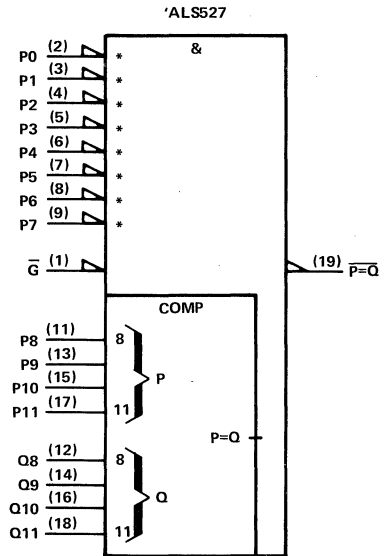 'ALS527
&
P0 (2) *
P1 (3) *
P2 (4) *
P3 (5) *
P4 (6) *
P5 (7) *
P6 (8) *
P7 (9) *
G̅ (1) (19) P̅=̅Q̅
COMP
P8 (11) 8
P9 (13)
P10 (15) P
P11 (17) 11
P=Q
Q8 (12) 8
Q9 (14)
Q10 (16) Q
Q11 (18) 11